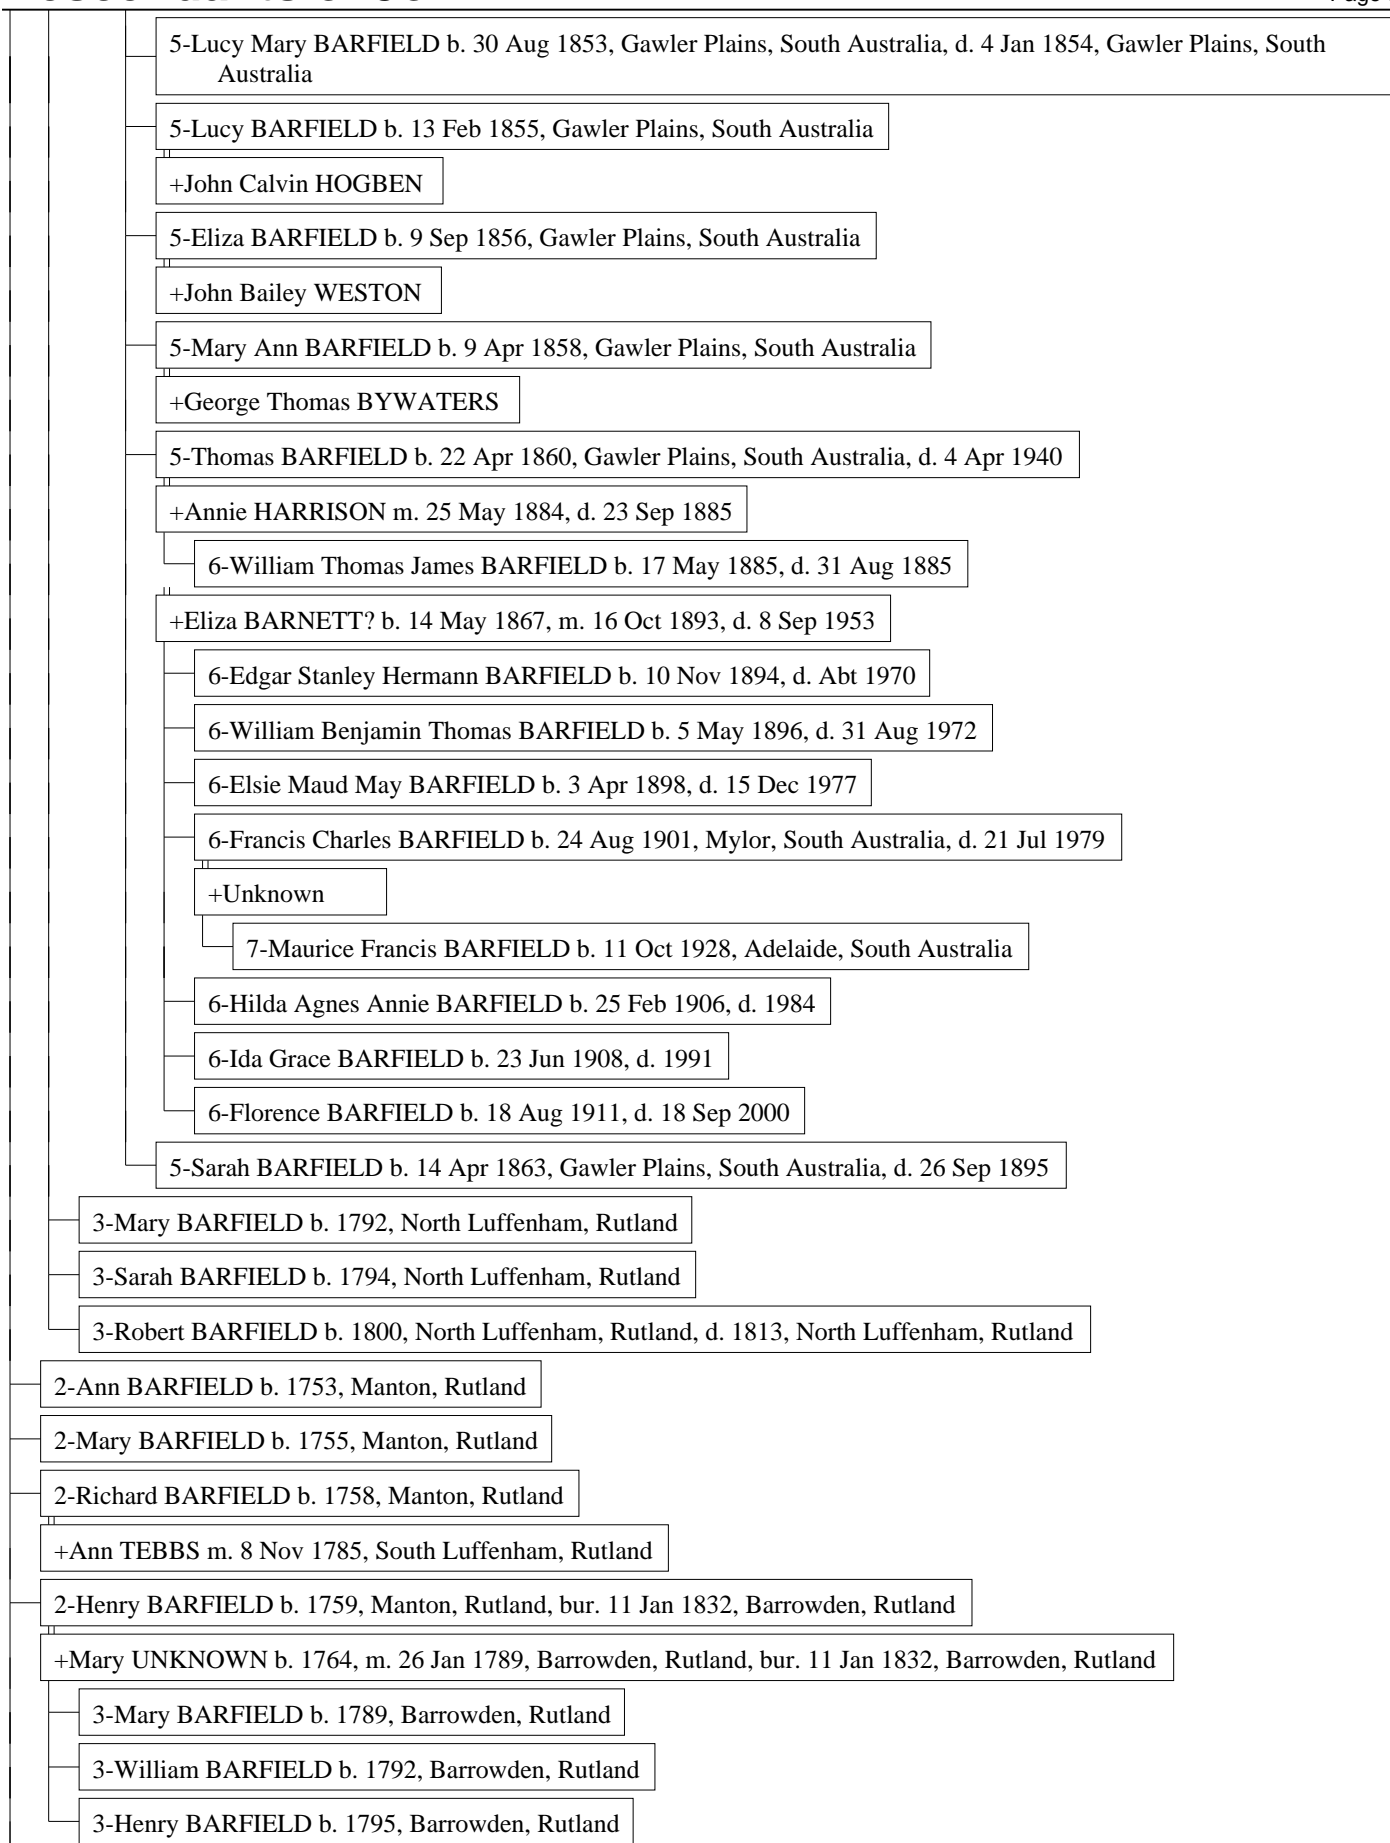 Page
5-Lucy Mary BARFIELD b. 30 Aug 1853, Gawler Plains, South Australia, d. 4 Jan 1854, Gawler Plains, South
Australia
5-Lucy BARFIELD b. 13 Feb 1855, Gawler Plains, South Australia
+John Calvin HOGBEN
5-Eliza BARFIELD b. 9 Sep 1856, Gawler Plains, South Australia
+John Bailey WESTON
5-Mary Ann BARFIELD b. 9 Apr 1858, Gawler Plains, South Australia
+George Thomas BYWATERS
5-Thomas BARFIELD b. 22 Apr 1860, Gawler Plains, South Australia, d. 4 Apr 1940
+Annie HARRISON m. 25 May 1884, d. 23 Sep 1885
6-William Thomas James BARFIELD b. 17 May 1885, d. 31 Aug 1885
+Eliza BARNETT? b. 14 May 1867, m. 16 Oct 1893, d. 8 Sep 1953
6-Edgar Stanley Hermann BARFIELD b. 10 Nov 1894, d. Abt 1970
6-William Benjamin Thomas BARFIELD b. 5 May 1896, d. 31 Aug 1972
6-Elsie Maud May BARFIELD b. 3 Apr 1898, d. 15 Dec 1977
6-Francis Charles BARFIELD b. 24 Aug 1901, Mylor, South Australia, d. 21 Jul 1979
+Unknown
7-Maurice Francis BARFIELD b. 11 Oct 1928, Adelaide, South Australia
6-Hilda Agnes Annie BARFIELD b. 25 Feb 1906, d. 1984
6-Ida Grace BARFIELD b. 23 Jun 1908, d. 1991
6-Florence BARFIELD b. 18 Aug 1911, d. 18 Sep 2000
5-Sarah BARFIELD b. 14 Apr 1863, Gawler Plains, South Australia, d. 26 Sep 1895
3-Mary BARFIELD b. 1792, North Luffenham, Rutland
3-Sarah BARFIELD b. 1794, North Luffenham, Rutland
3-Robert BARFIELD b. 1800, North Luffenham, Rutland, d. 1813, North Luffenham, Rutland
2-Ann BARFIELD b. 1753, Manton, Rutland
2-Mary BARFIELD b. 1755, Manton, Rutland
2-Richard BARFIELD b. 1758, Manton, Rutland
+Ann TEBBS m. 8 Nov 1785, South Luffenham, Rutland
2-Henry BARFIELD b. 1759, Manton, Rutland, bur. 11 Jan 1832, Barrowden, Rutland
+Mary UNKNOWN b. 1764, m. 26 Jan 1789, Barrowden, Rutland, bur. 11 Jan 1832, Barrowden, Rutland
3-Mary BARFIELD b. 1789, Barrowden, Rutland
3-William BARFIELD b. 1792, Barrowden, Rutland
3-Henry BARFIELD b. 1795, Barrowden, Rutland